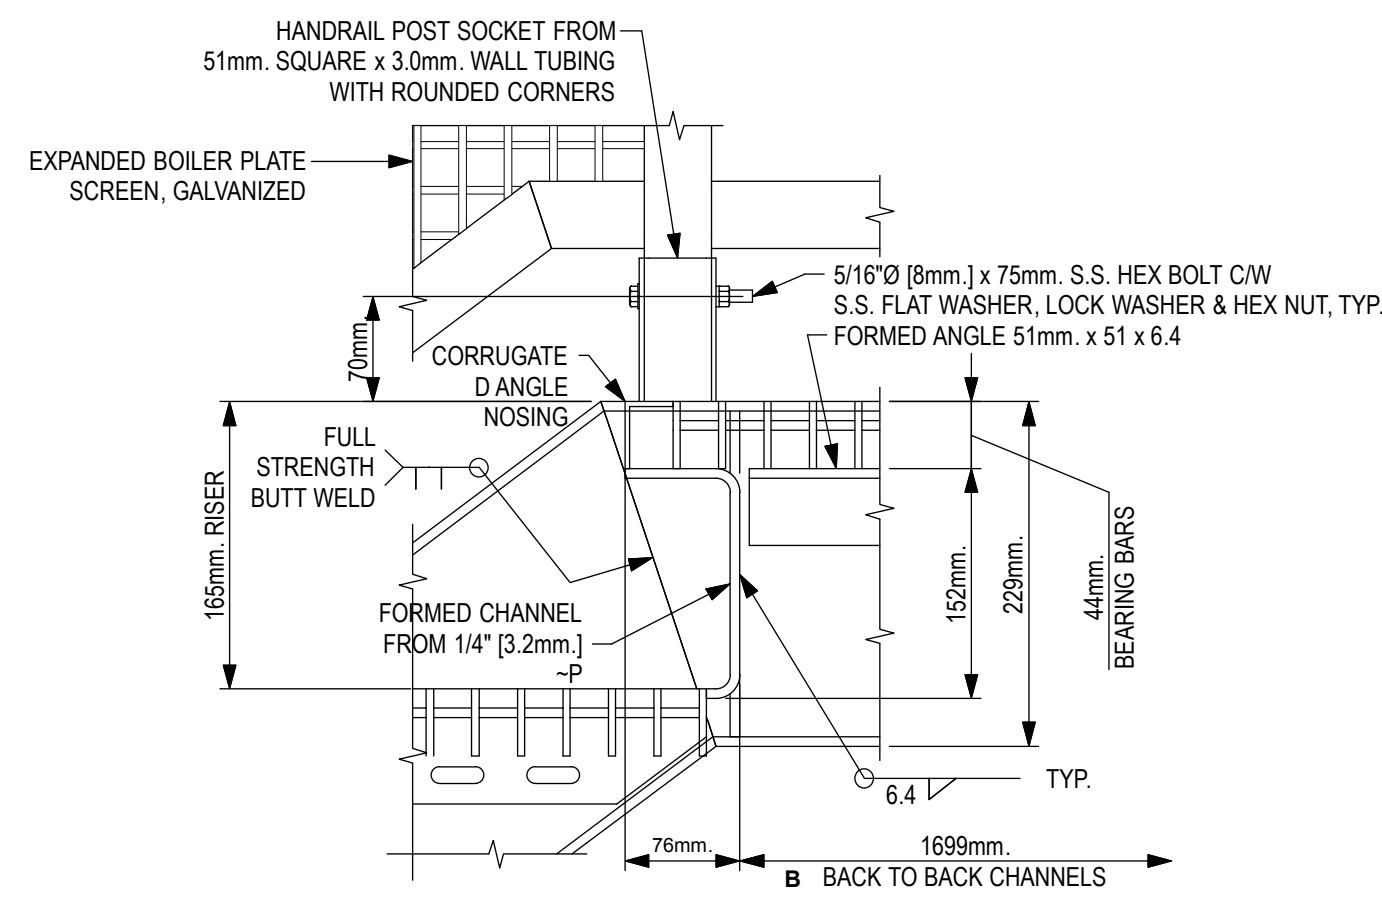 HANDRAIL POST SOCKET FROM
51mm. SQUARE x 3.0mm. WALL TUBING
WITH ROUNDED CORNERS
EXPANDED BOILER PLATE
SCREEN, GALVANIZED
5/16"Ø [8mm.] x 75mm. S.S. HEX BOLT C/W
S.S. FLAT WASHER, LOCK WASHER & HEX NUT, TYP.
FORMED ANGLE 51mm. x 51 x 6.4
70mm.
CORRUGATE
D ANGLE
NOSING
FULL
STRENGTH
BUTT WELD
165mm. RISER
FORMED CHANNEL
FROM 1/4" [3.2mm.]
~P
152mm.
229mm.
44mm.
BEARING BARS
6.4
TYP.
76mm.
1699mm.
B BACK TO BACK CHANNELS